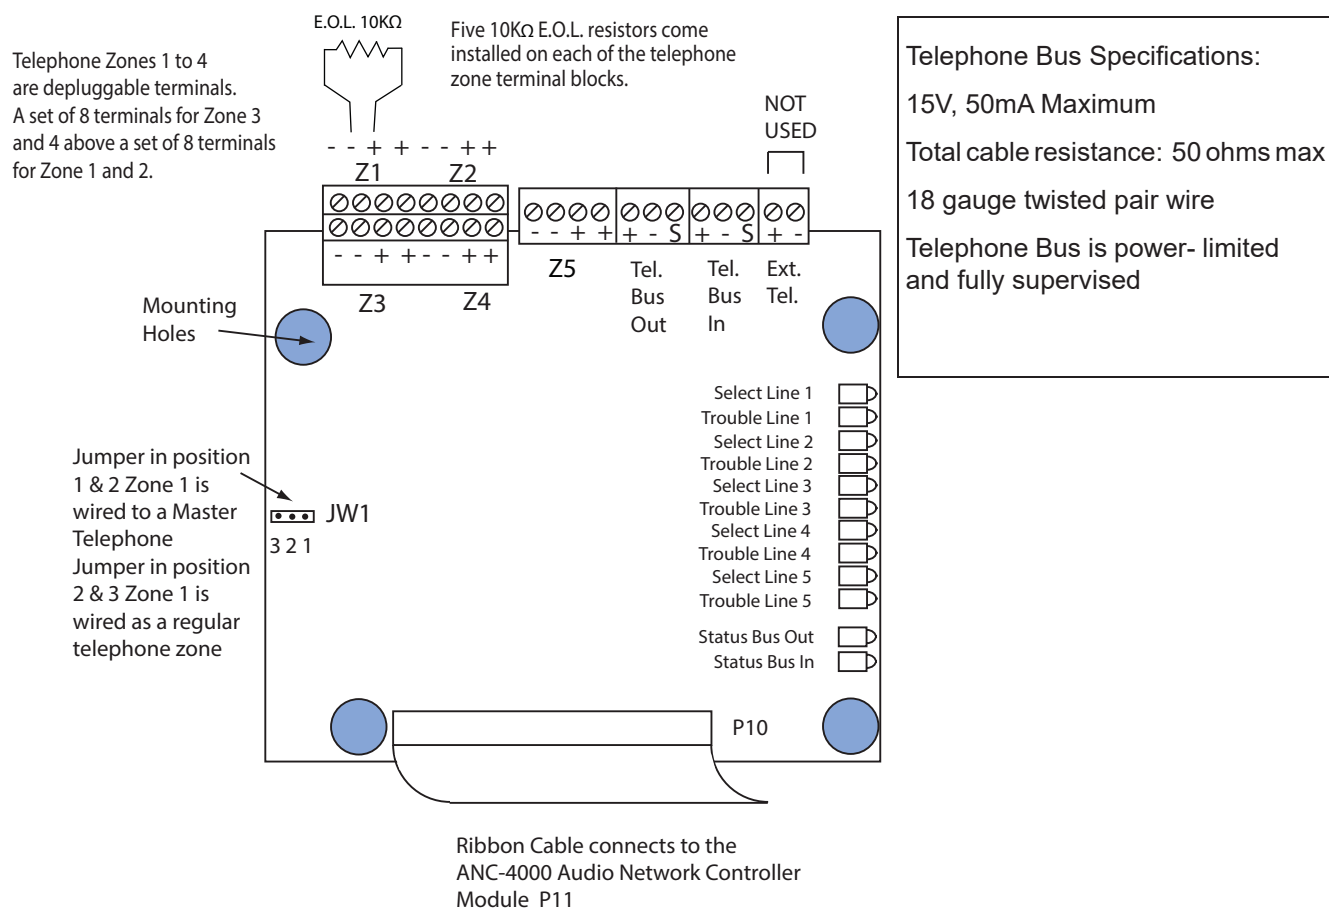 E.O.L. 10KΩ
Telephone Zones 1 to 4
are depluggable terminals.
A set of 8 terminals for Zone 3
and 4 above a set of 8 terminals
for Zone 1 and 2.
Five 10KΩ E.O.L. resistors come
installed on each of the telephone
zone terminal blocks.
NOT
USED
- - + + - - + +
Z1 Z2
- - + + + - S + - S + -
- - + + - - + +
Z3 Z4
Z5
Tel.
Bus
Out
Tel.
Bus
In
Ext.
Tel.
Telephone Bus Specifications:
15V, 50mA Maximum
Total cable resistance: 50 ohms max
18 gauge twisted pair wire
Telephone Bus is power- limited
and fully supervised
Mounting
Holes
Jumper in position
1 & 2 Zone 1 is
wired to a Master
Telephone
Jumper in position
2 & 3 Zone 1 is
wired as a regular
telephone zone
JW1
3 2 1
Select Line 1
Trouble Line 1
Select Line 2
Trouble Line 2
Select Line 3
Trouble Line 3
Select Line 4
Trouble Line 4
Select Line 5
Trouble Line 5
Status Bus Out
Status Bus In
P10
Ribbon Cable connects to the
ANC-4000 Audio Network Controller
Module P11